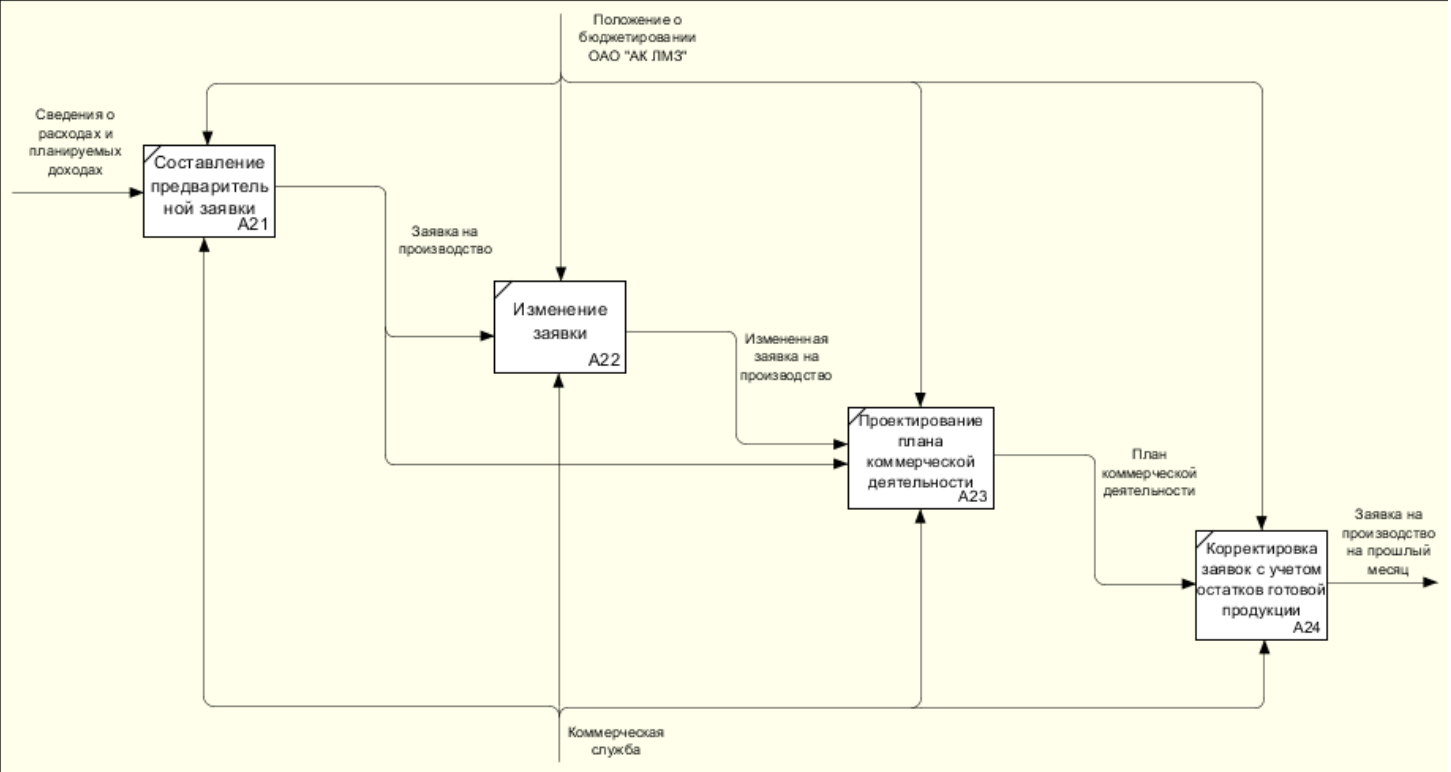 Положение о
бюджетировании
ОАО "АК ЛМЗ"
Сведения о
расходах и
планируемых
доходах
Составление
предваритель
ной заявки
A21
Заявка на
производство
Изменение
заявки
A22
Измененная
заявка на
производство
Проектирование
плана
коммерческой
деятельности
A23
План
коммерческой
деятельности
Заявка на
производство
на прошлый
месяц
Корректировка
заявок с учетом
остатков готовой
продукции
A24
Коммерческая
служба